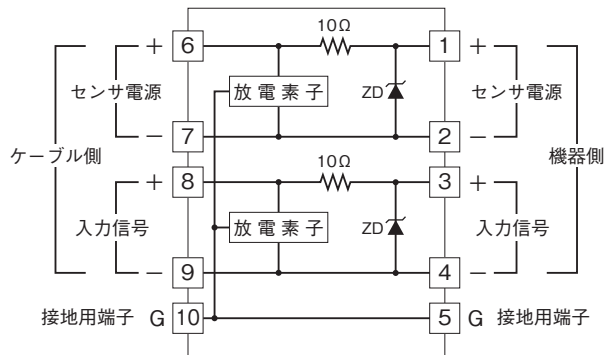 + 6 10Ω 1 +
センサ電源 放電素子 ZD センサ電源
− 7 2 −
ケーブル側 機器側
+ 8 10Ω 3 +
入力信号 放電素子 ZD 入力信号
− 9 4 −
接地用端子 G 10 5 G 接地用端子